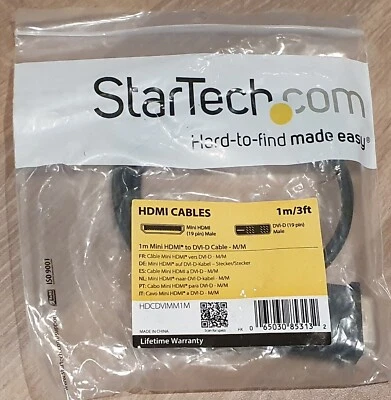 StarTech.com
Hard-to-find made easy®
HDMI CABLES
1m/3ft
Mini HDMI
(19 pin) Male
DVI-D (19 pin)
Male
1m Mini HDMI® to DVI-D Cable - M/M
FR: Câble Mini HDMI® vers DVI-D - M/M
DE: Mini HDMI® auf DVI-D-Kabel - Stecker/Stecker
ES: Cable Mini HDMI a DVI-D - M/M
NL: Mini HDMI®-naar-DVI-D-kabel - M/M
PT: Cabo Mini HDMI® para DVI-D - M/M
IT: Cavo Mini HDMI® a DVI-D - M/M
HDCDVIMM1M
MADE IN CHINA
Scan for specs
0 65030 85313 2
Lifetime Warranty
ISO 9001